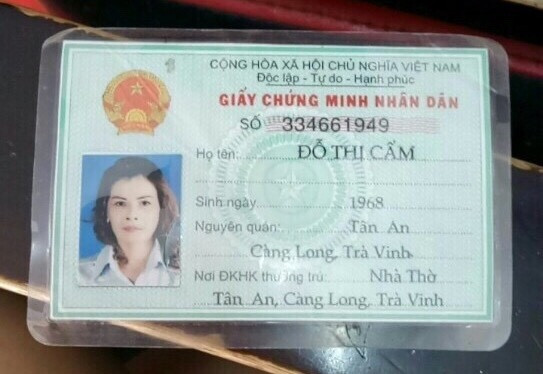 CỘNG HÒA XÃ HỘI CHỦ NGHĨA VIỆT NAM
Độc lập - Tự do - Hạnh phúc
GIẤY CHỨNG MINH NHÂN DÂN
SỐ 334661949
Họ tên: ĐỖ THỊ CẨM
Sinh ngày 1968
Nguyên quán: Tân An
Càng Long, Trà Vinh
Nơi ĐKHK thường trú: Nhà Thờ
Tân An, Càng Long, Trà Vinh